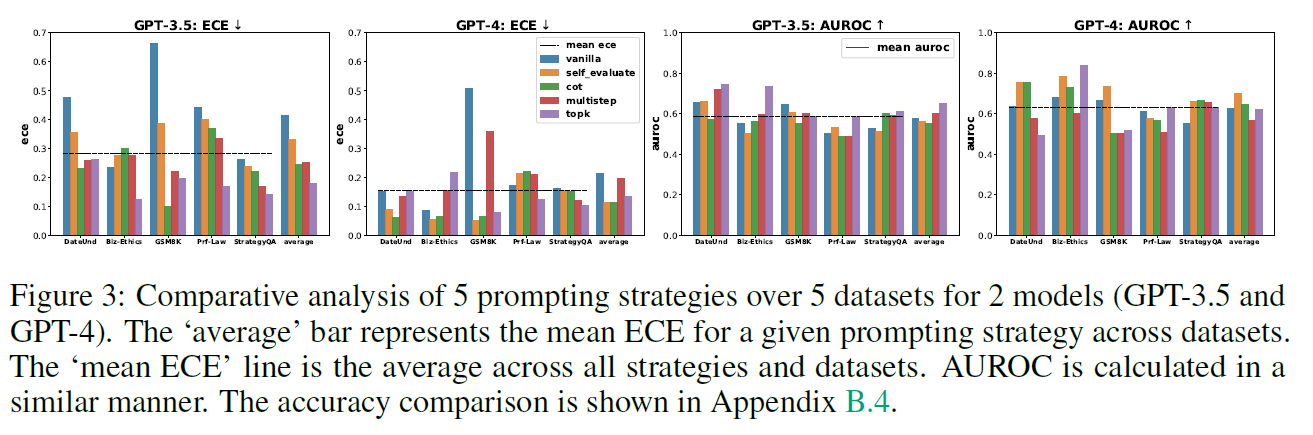 GPT-3.5: ECE ↓
0.7
0.6
0.5
0.4
0.3
0.2
0.1
0.0
ece
DateUnd Biz-Ethics GSM8K Prf-Law StrategyQA average
GPT-4: ECE ↓
0.7
0.6
0.5
0.4
0.3
0.2
0.1
0.0
ece
mean ece
vanilla
self_evaluate
cot
multistep
topk
DateUnd Biz-Ethics GSM8K Prf-Law StrategyQA average
GPT-3.5: AUROC ↑
1.0
0.8
0.6
0.4
0.2
0.0
auroc
mean auroc
DateUnd Biz-Ethics GSM8K Prf-Law StrategyQA average
GPT-4: AUROC ↑
1.0
0.8
0.6
0.4
0.2
0.0
auroc
DateUnd Biz-Ethics GSM8K Prf-Law StrategyQA average
Figure 3: Comparative analysis of 5 prompting strategies over 5 datasets for 2 models (GPT-3.5 and
GPT-4). The ‘average’ bar represents the mean ECE for a given prompting strategy across datasets.
The ‘mean ECE’ line is the average across all strategies and datasets. AUROC is calculated in a
similar manner. The accuracy comparison is shown in Appendix B.4.